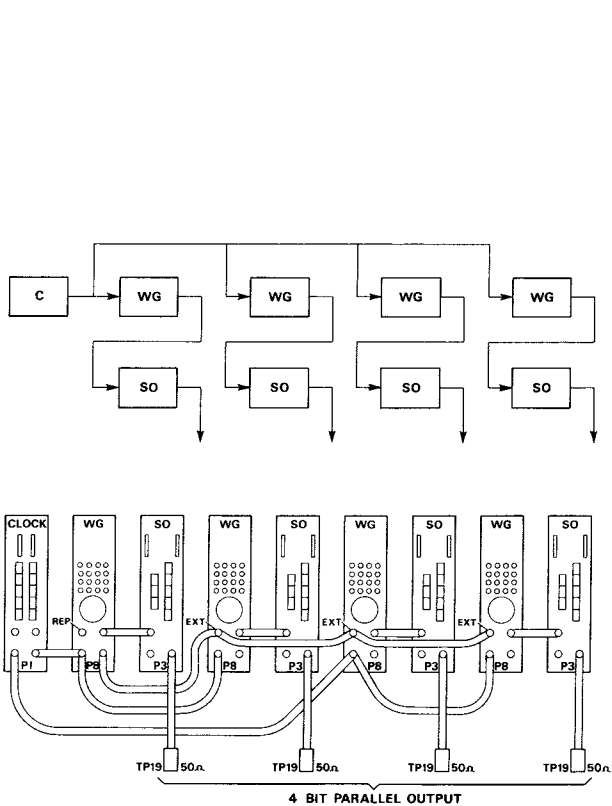 C WG WG WG WG
SO SO SO SO
CLOCK WG SO WG SO WG SO WG SO
REP EXT EXT EXT
P1 P8 P3 P8 P3 P8 P3 P8 P3
TP19 50Ω TP19 50Ω TP19 50Ω TP19 50Ω
4 BIT PARALLEL OUTPUT